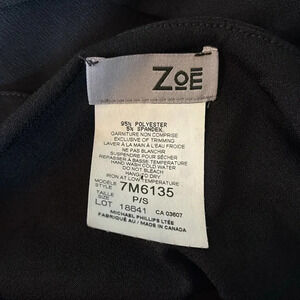 ZOË
95% POLYESTER
5% SPANDEX
GARNITURE NON COMPRISE
EXCLUSIVE OF TRIMMING
LAVER À LA MAIN À L'EAU FROIDE
NE PAS BLANCHIR
SUSPENDRE POUR SÉCHER
REPASSER À BASSE TEMPÉRATURE
HAND WASH COLD WATER
DO NOT BLEACH
HANG TO DRY
IRON AT LOW TEMPERATURE
MODÈLE
STYLE 7M6135
TAILLE
SIZE P/S
LOT 18841 CA 03607
MICHAEL PHILLIPS LTÉE
FABRIQUÉ AU / MADE IN CANADA